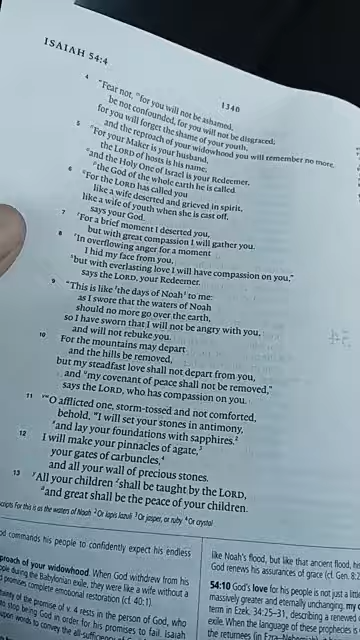 ISAIAH 54:4
1340
4 "Fear not, for you will not be ashamed;
be not confounded, for you will not be disgraced;
for you will forget the shame of your youth,
and the reproach of your widowhood you will remember no more.
5 For your Maker is your husband,
the LORD of hosts is his name;
and the Holy One of Israel is your Redeemer,
the God of the whole earth he is called.
6 For the LORD has called you
like a wife deserted and grieved in spirit,
like a wife of youth when she is cast off,
says your God.
7 For a brief moment I deserted you,
but with great compassion I will gather you.
8 In overflowing anger for a moment
I hid my face from you,
but with everlasting love I will have compassion on you,"
says the LORD, your Redeemer.
9 "This is like the days of Noah to me:
as I swore that the waters of Noah
should no more go over the earth,
so I have sworn that I will not be angry with you,
and will not rebuke you.
10 For the mountains may depart
and the hills be removed,
but my steadfast love shall not depart from you,
and my covenant of peace shall not be removed,"
says the LORD, who has compassion on you.
11 "O afflicted one, storm-tossed and not comforted,
behold, I will set your stones in antimony,
and lay your foundations with sapphires.2
12 I will make your pinnacles of agate,3
your gates of carbuncles,4
and all your wall of precious stones.
13 All your children shall be taught by the LORD,
and great shall be the peace of your children.
For this is as the waters of Noah 2 Or lapis lazuli 3 Or jasper, or ruby 4 Or crystal
commands his people to confidently expect his endless
of your widowhood. When God withdrew from his
during the Babylonian exile, they were like a wife without a
promises complete emotional restoration (cf. 40:1).
of the promise of v. 4 rests in the person of God, who
to stop being God in order for his promises to fail. Isaiah
upon words to convey the
like Noah's flood, but like that ancient flood,
God renews his assurances of grace (cf. Gen. 8:2
54:10 God's love for his people is not just a little
massively greater and eternally unchanging.
term in Ezek. 34:25–31, describing a renewed
exile. When the language of these prophecies
the returnees (in Ezra–Nehemiah